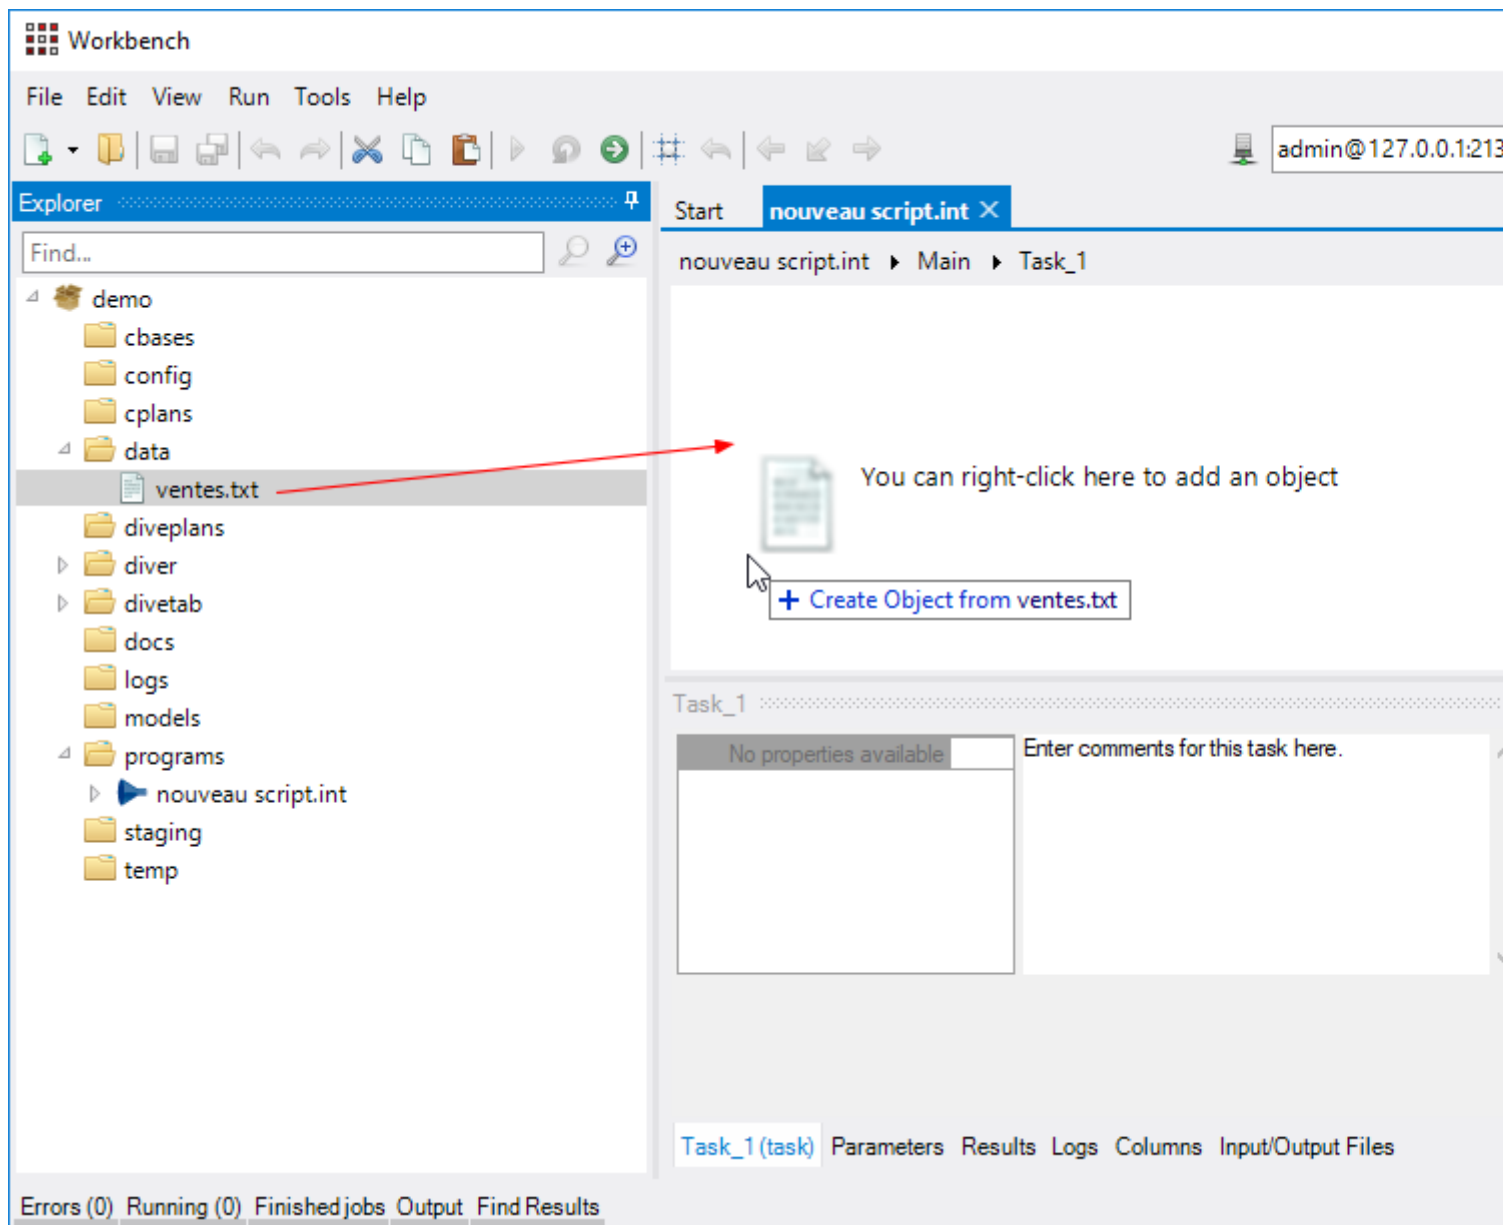 Workbench
File Edit View Run Tools Help
admin@127.0.0.1:213
Explorer
Start nouveau script.int
Find...
nouveau script.int Main Task_1
demo
cbases
config
cplans
data
ventes.txt
diveplans
diver
divetab
docs
logs
models
programs
nouveau script.int
staging
temp
You can right-click here to add an object
+ Create Object from ventes.txt
Task_1
No properties available
Enter comments for this task here.
Task_1 (task) Parameters Results Logs Columns Input/Output Files
Errors (0) Running (0) Finished jobs Output Find Results